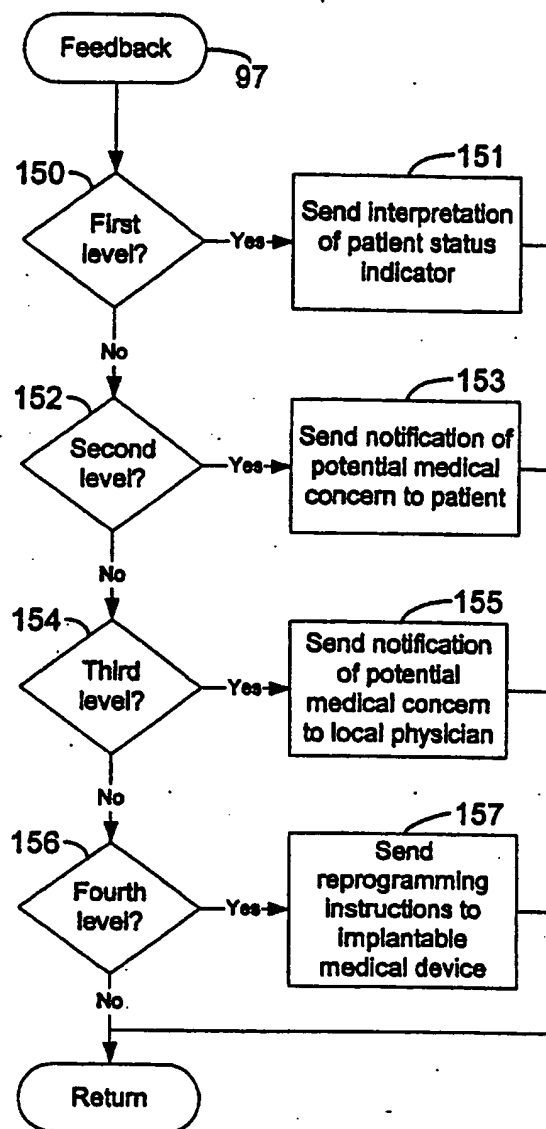 Feedback
97
150
151
First
level?
Yes
Send interpretation
of patient status
indicator
No
152
153
Second
level?
Yes
Send notification of
potential medical
concern to patient
No
154
155
Third
level?
Yes
Send notification
of potential
medical concern
to local physician
No
156
157
Fourth
level?
Yes
Send
reprogramming
instructions to
implantable
medical device
No
Return